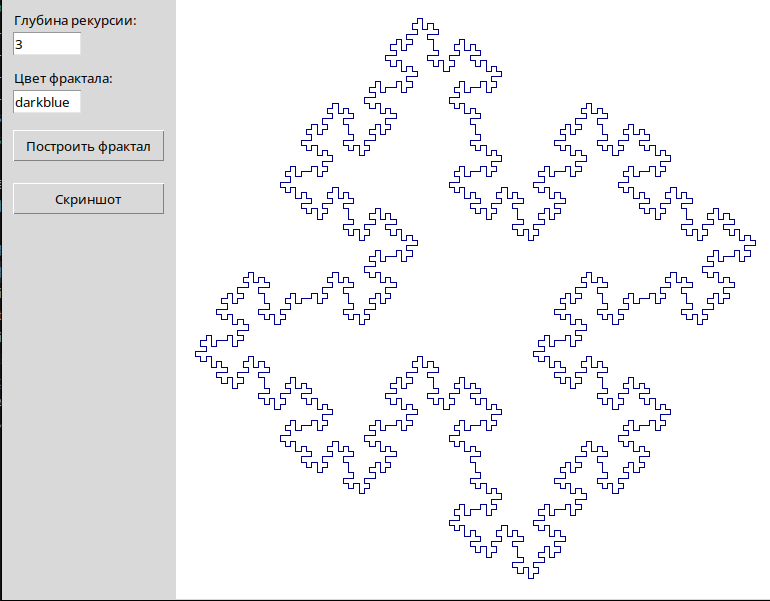 Глубина рекурсии:
3
Цвет фрактала:
darkblue
Построить фрактал
Скриншот